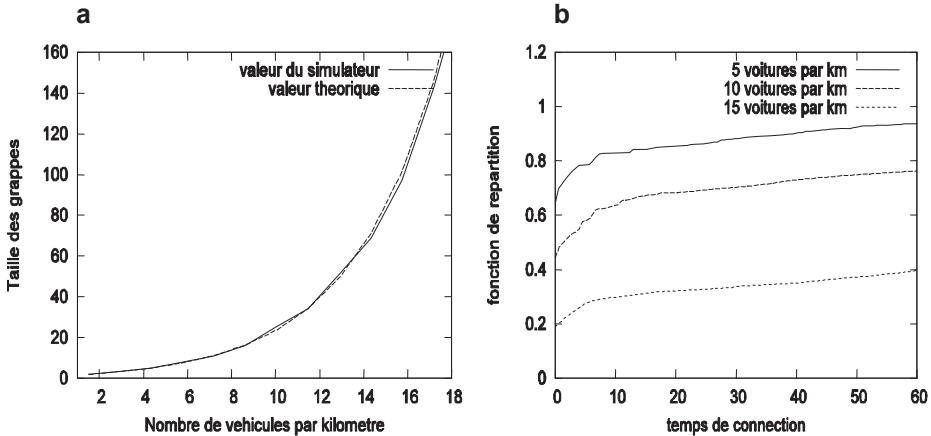 a
160
140
120
100
80
60
40
20
0
2 4 6 8 10 12 14 16 18
Taille des grappes
Nombre de vehicules par kilometre
valeur du simulateur
valeur theorique
b
1.2
1
0.8
0.6
0.4
0.2
0
0 10 20 30 40 50 60
fonction de repartition
temps de connection
5 voitures par km
10 voitures par km
15 voitures par km